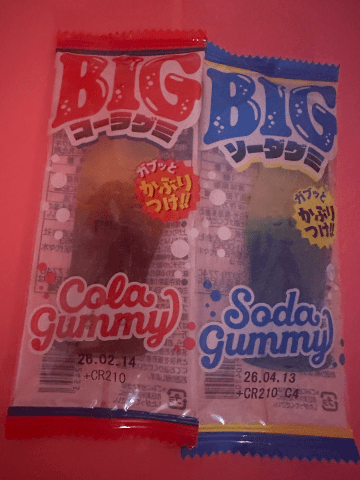 BIG
コーラグミ
ガブッと
かぶり
つけ!!
Cola
Gummy
26.02.14
+CR210
BIG
ソーダグミ
ガブッと
かぶり
つけ!!
Soda
Gummy
26.04.13
+CR210 C4